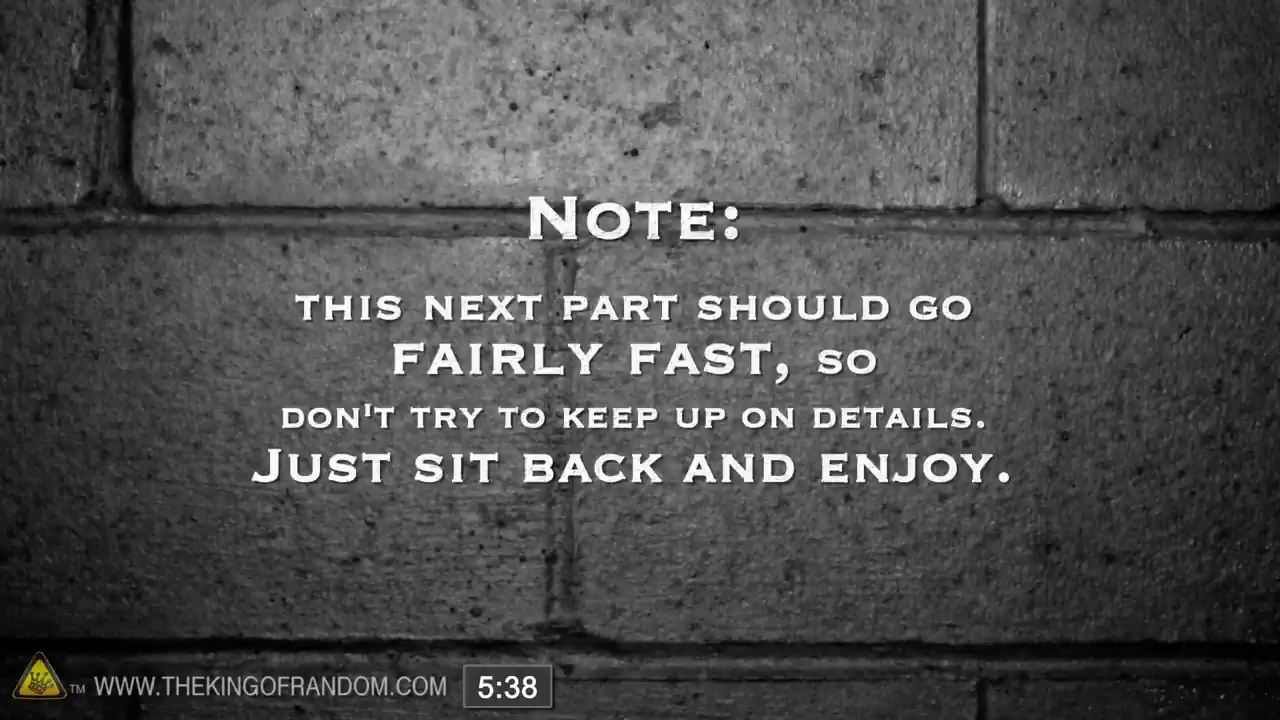 Note:
this next part should go
fairly fast, so
don't try to keep up on details.
Just sit back and enjoy.
TM WWW.THEKINGOFRANDOM.COM 5:38